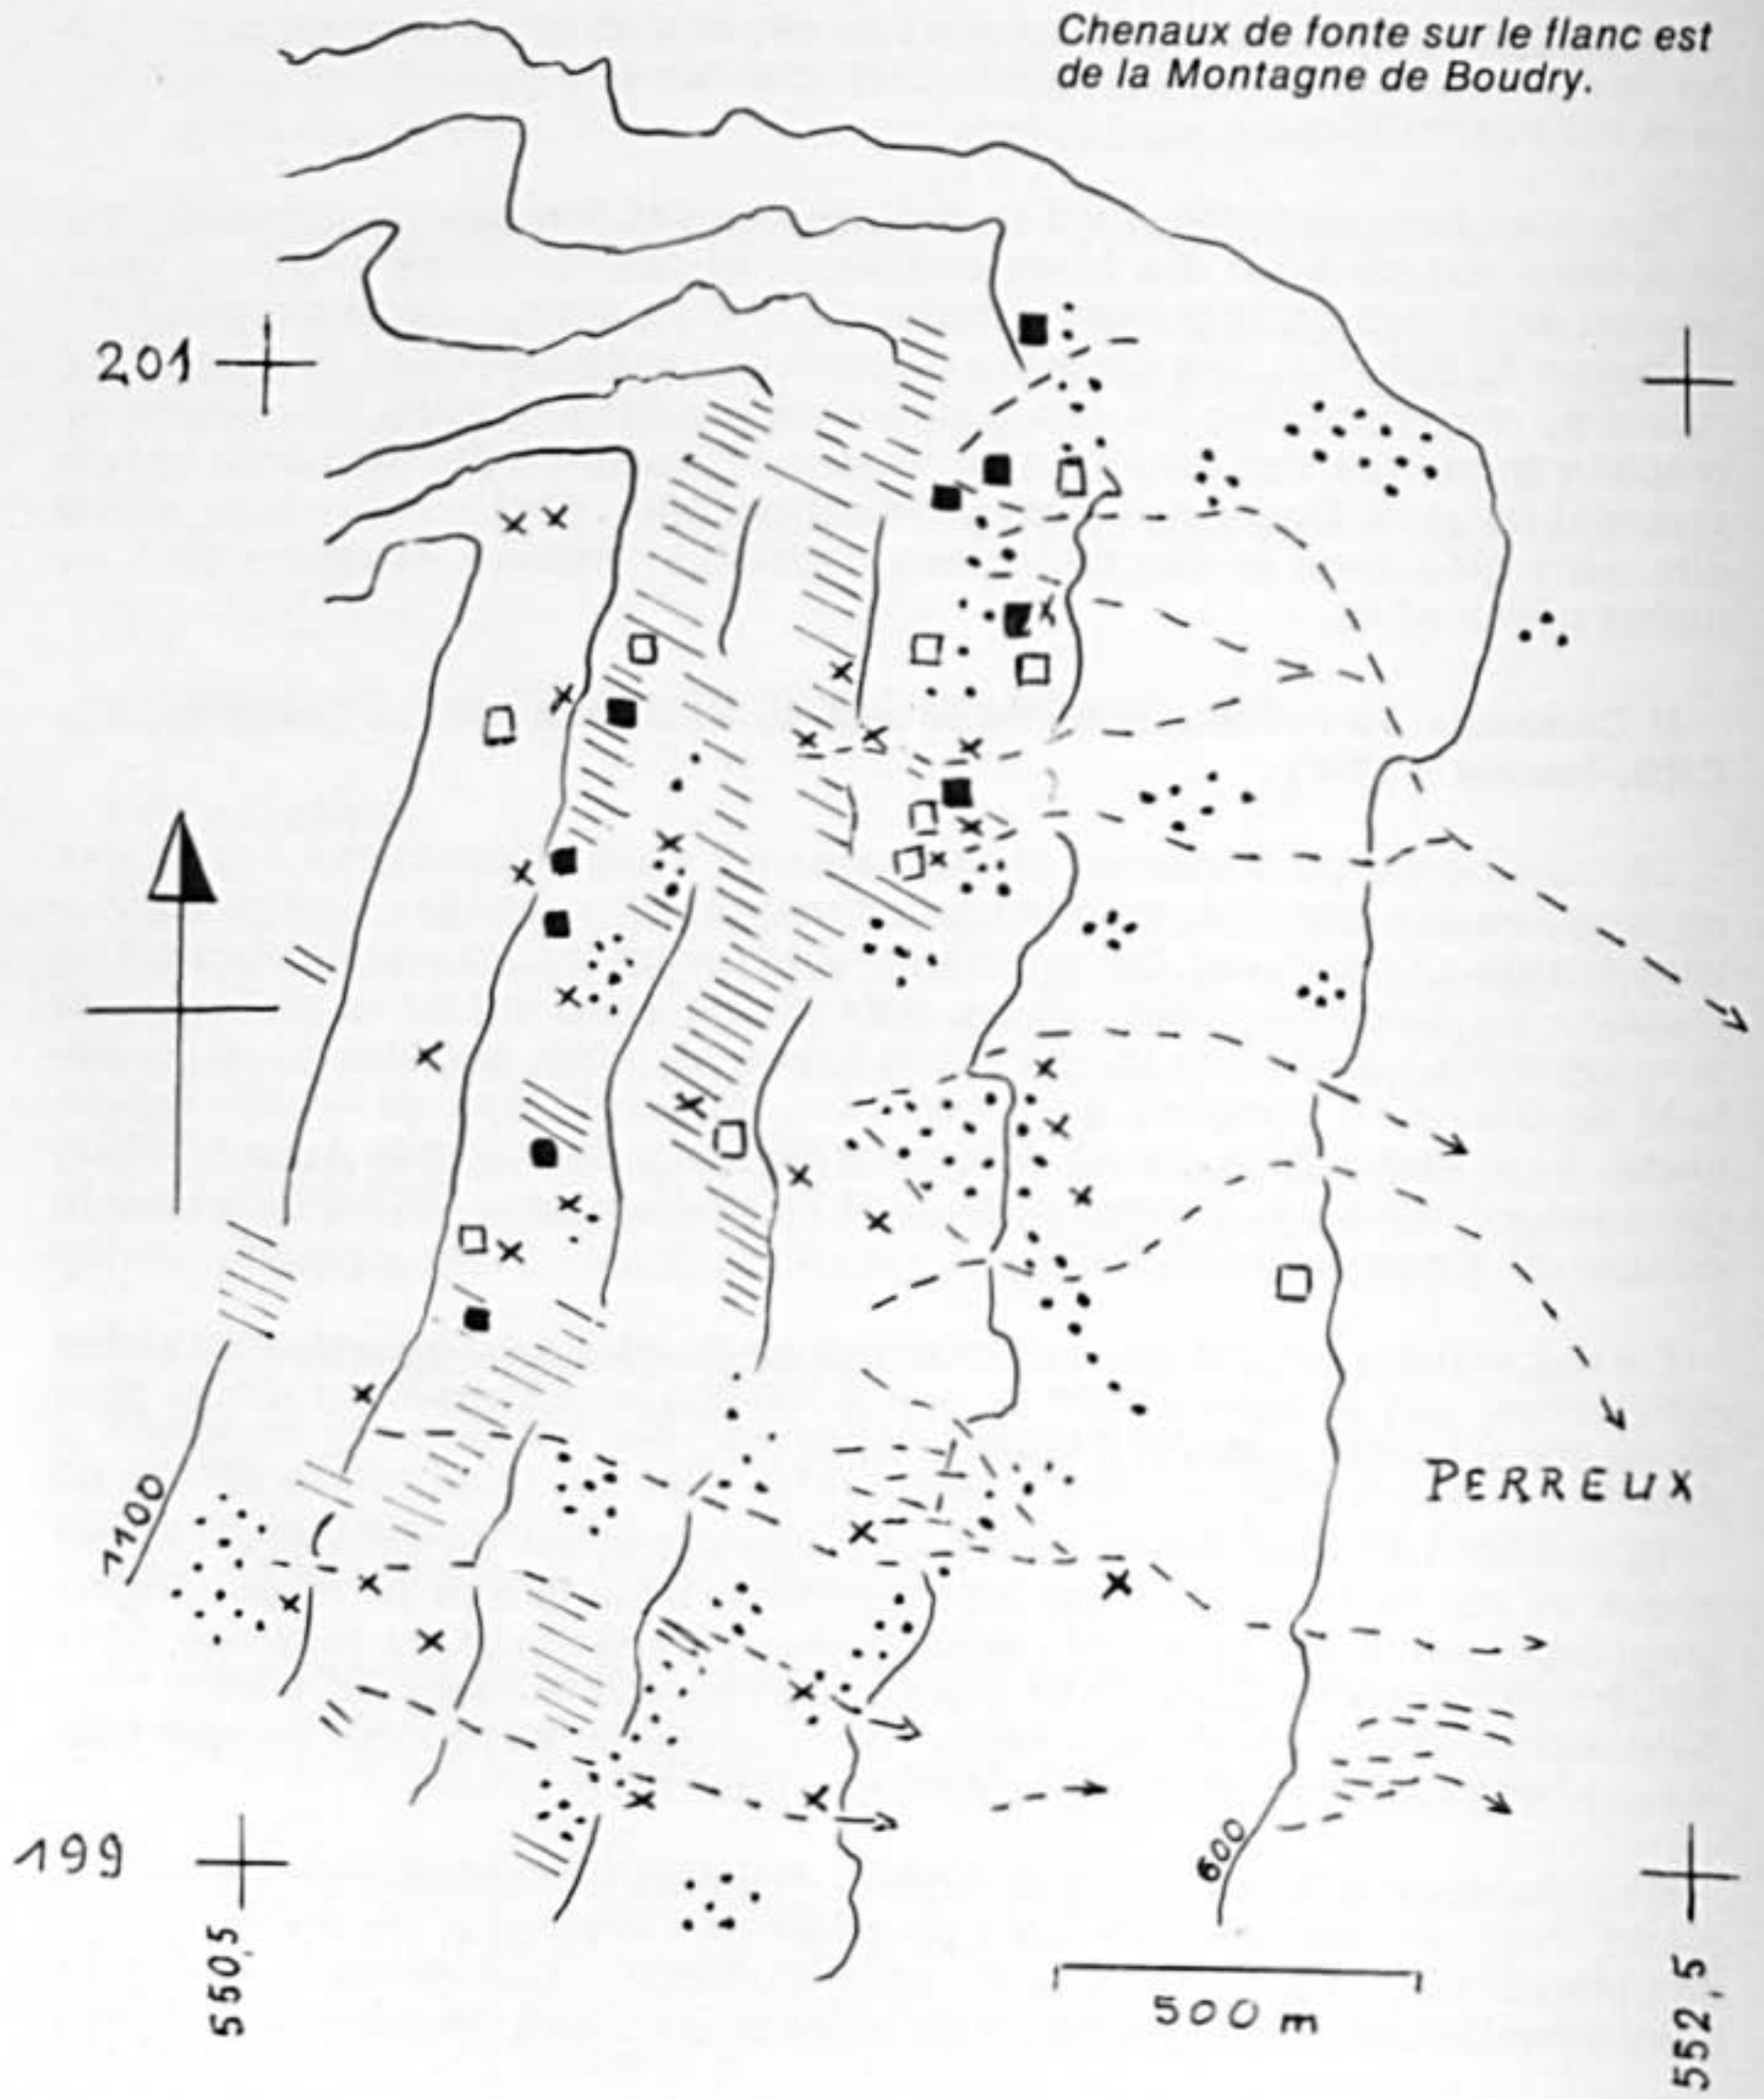 Chenaux de fonte sur le flanc est
de la Montagne de Boudry.
201
1100
PERREUX
199
600
550,5
500 m
552,5